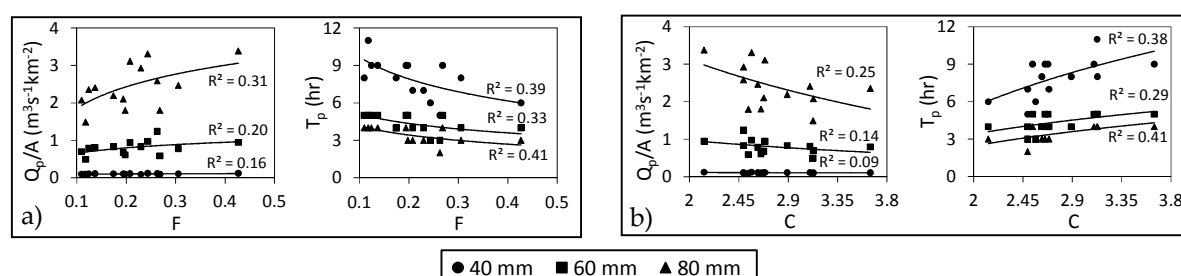 a)
Qp/A (m³s⁻¹km⁻²)
4
3
2
1
0
R² = 0.31
R² = 0.20
R² = 0.16
0.1 0.2 0.3 0.4 0.5
F
Tp (hr)
12
9
6
3
0
R² = 0.39
R² = 0.33
R² = 0.41
0.1 0.2 0.3 0.4 0.5
F
b)
Qp/A (m³s⁻¹km⁻²)
4
3
2
1
0
R² = 0.25
R² = 0.14
R² = 0.09
2 2.45 2.9 3.35 3.8
C
Tp (hr)
12
9
6
3
0
R² = 0.38
R² = 0.29
R² = 0.41
2 2.45 2.9 3.35 3.8
C
40 mm 60 mm 80 mm